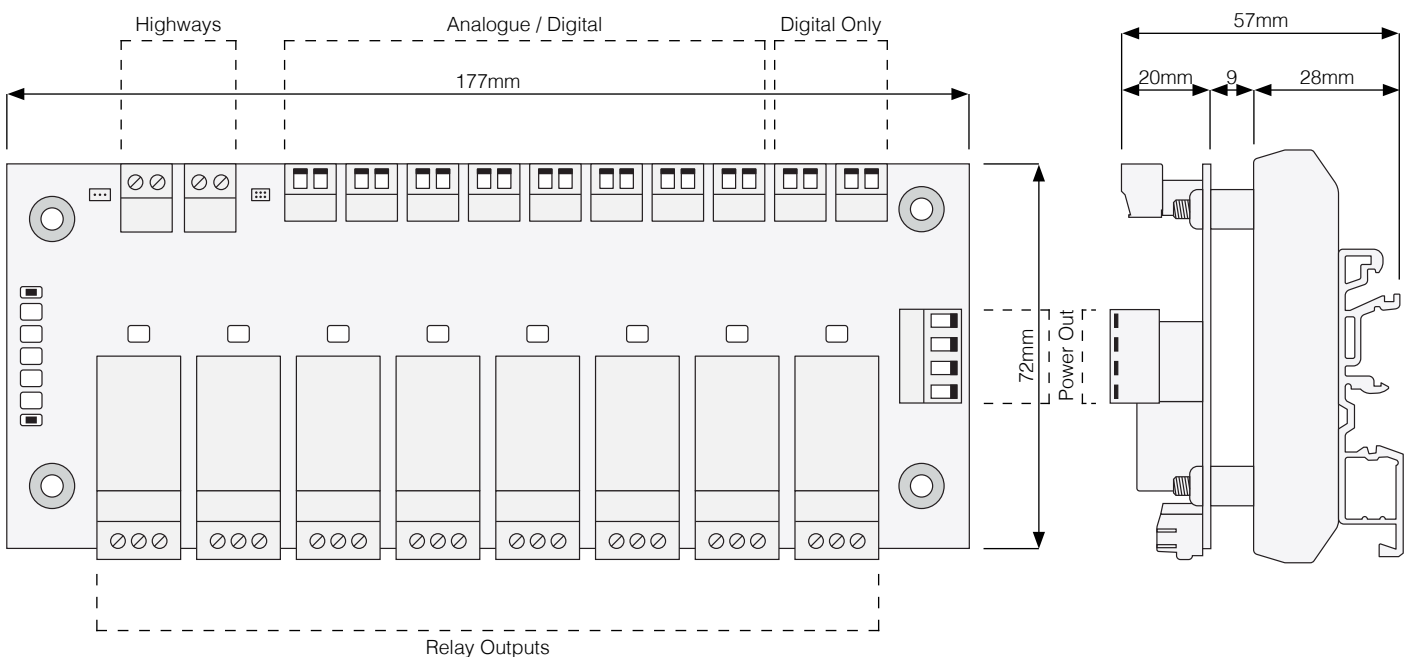 Highways
Analogue / Digital
Digital Only
57mm
177mm
20mm
9
28mm
72mm
Power Out
Relay Outputs